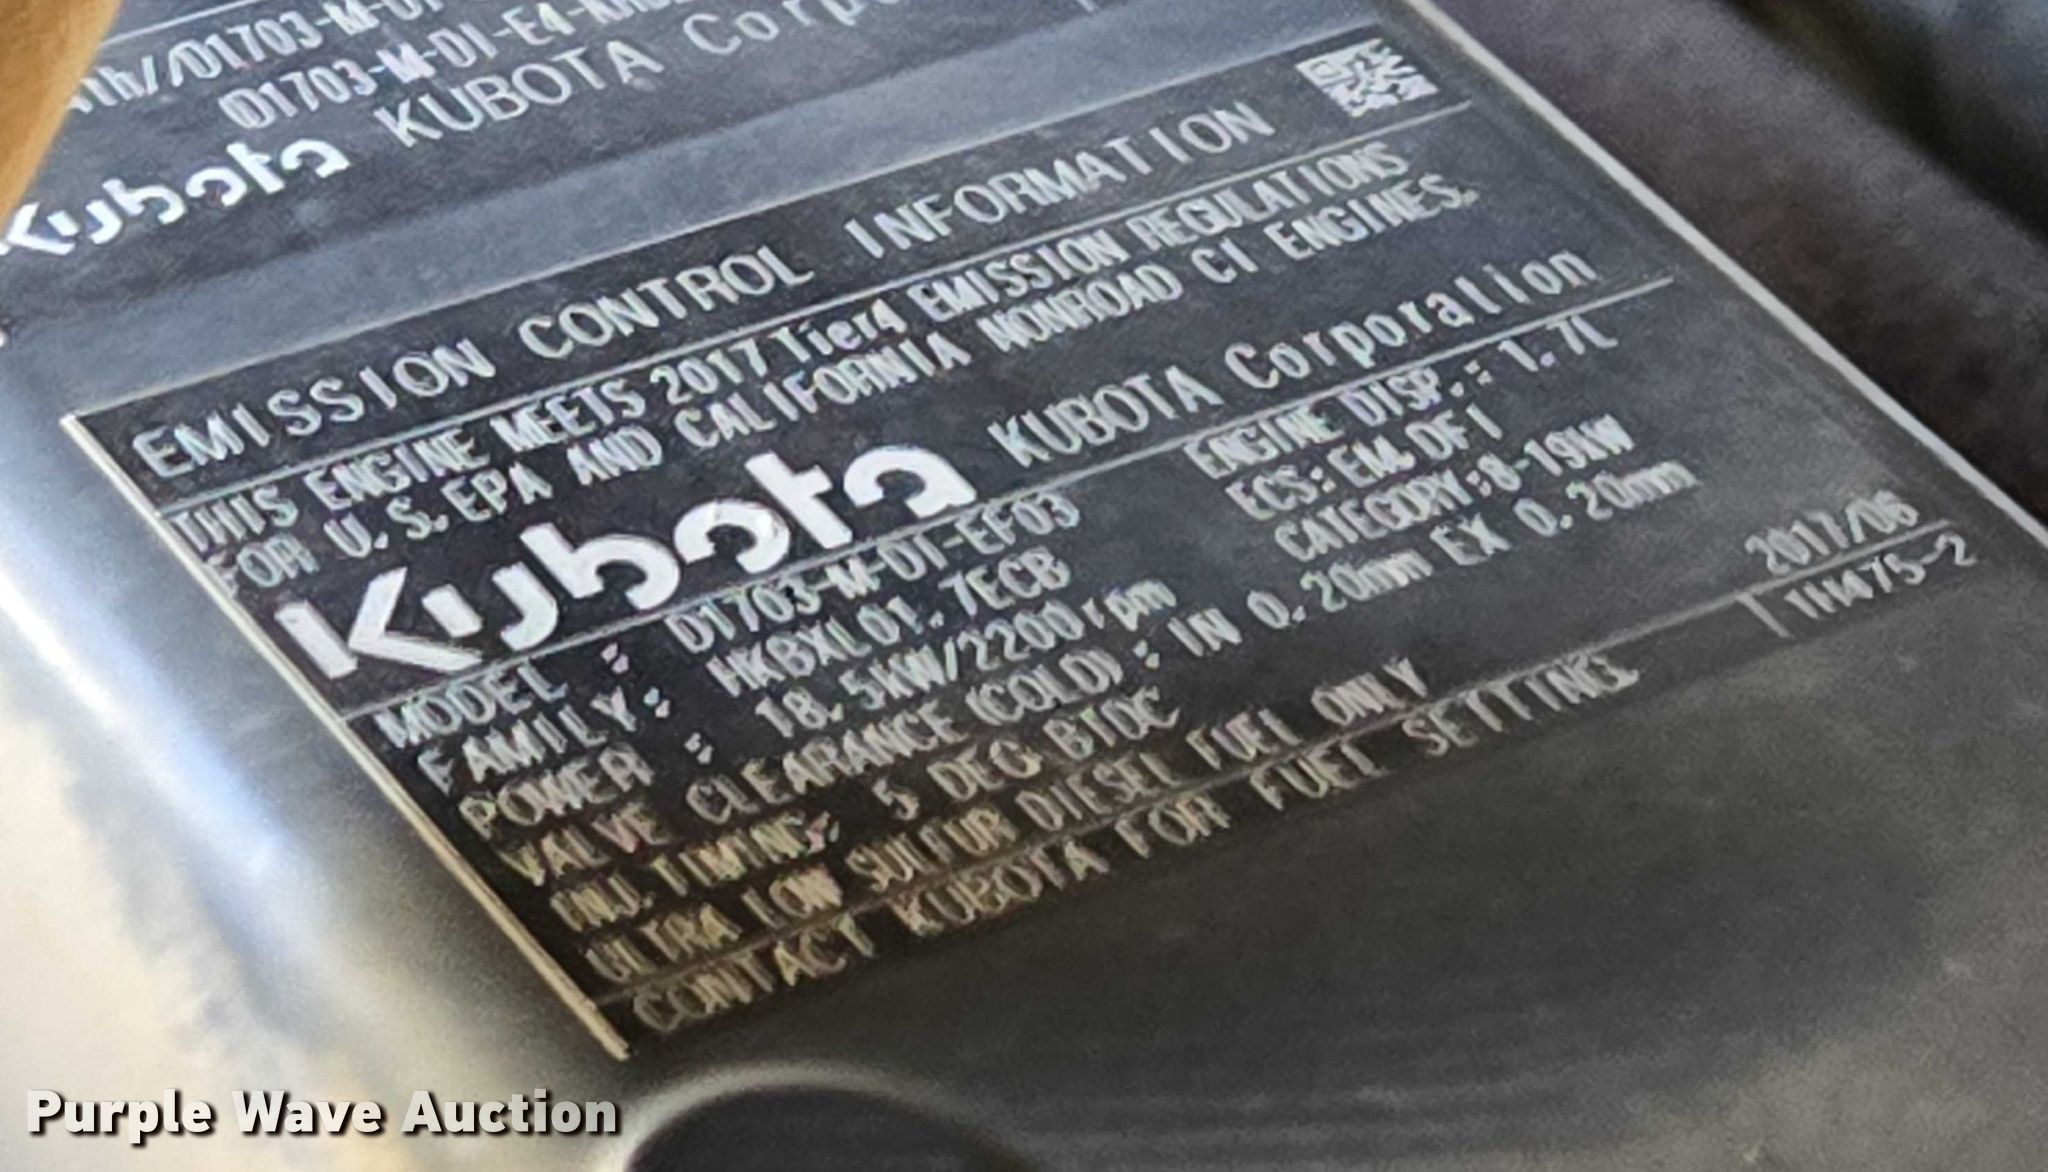 D1703-M-DI-E4-
Kubota KUBOTA
EMISSION CONTROL INFORMATION
THIS ENGINE MEETS 2017 Tier4 EMISSION REGULATIONS
FOR U.S. EPA AND CALIFORNIA NONROAD CI ENGINES.
Kubota KUBOTA Corporation
MODEL : D1703-M-DI-EF03 ENGINE DISP.: 1.7L
FAMILY: HKBXL01.7ECB ECS: EM, DFI
POWER : 18.5kW/2200rpm CATEGORY:8-19kW
VALVE CLEARANCE (COLD) : IN 0.20mm EX 0.20mm
INJ. TIMING: 5 DEG BTDC
ULTRA LOW SULFUR DIESEL FUEL ONLY 2017/06
CONTACT KUBOTA FOR FUEL SETTING. 1H475-2
Purple Wave Auction